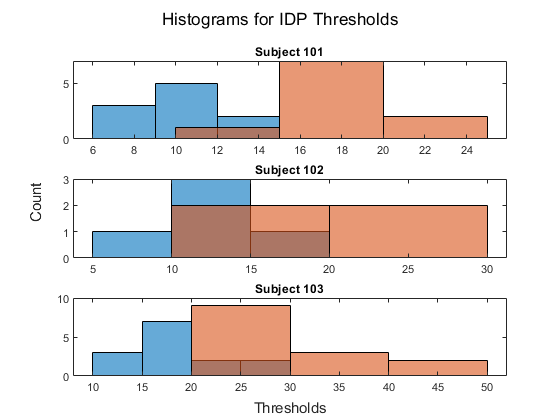 Histograms for IDP Thresholds
Subject 101
5
0
6 8 10 12 14 16 18 20 22 24
Subject 102
3
2
1
0
5 10 15 20 25 30
Count
Subject 103
10
5
0
10 15 20 25 30 35 40 45 50
Thresholds